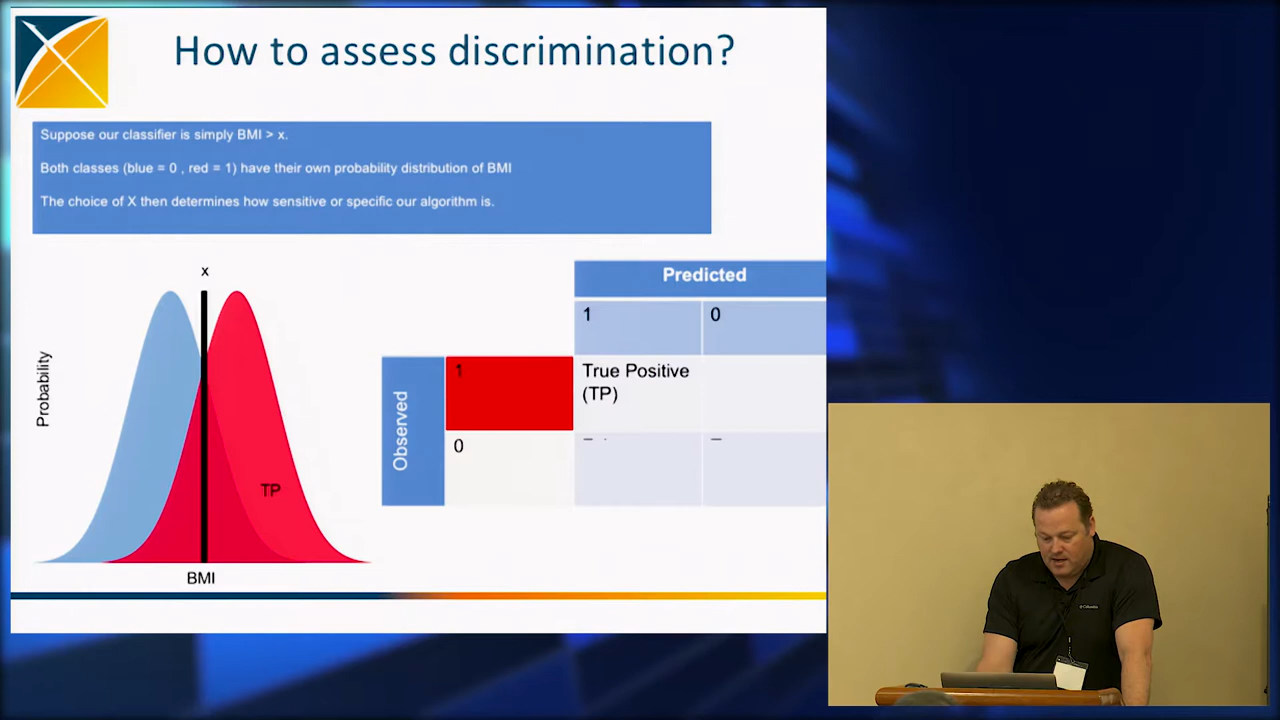 How to assess discrimination?
Suppose our classifier is simply BMI > x.
Both classes (blue = 0 , red = 1) have their own probability distribution of BMI
The choice of X then determines how sensitive or specific our algorithm is.
x
Probability
TP
BMI
Predicted
1 0
Observed
1 True Positive
(TP)
0
Columbia